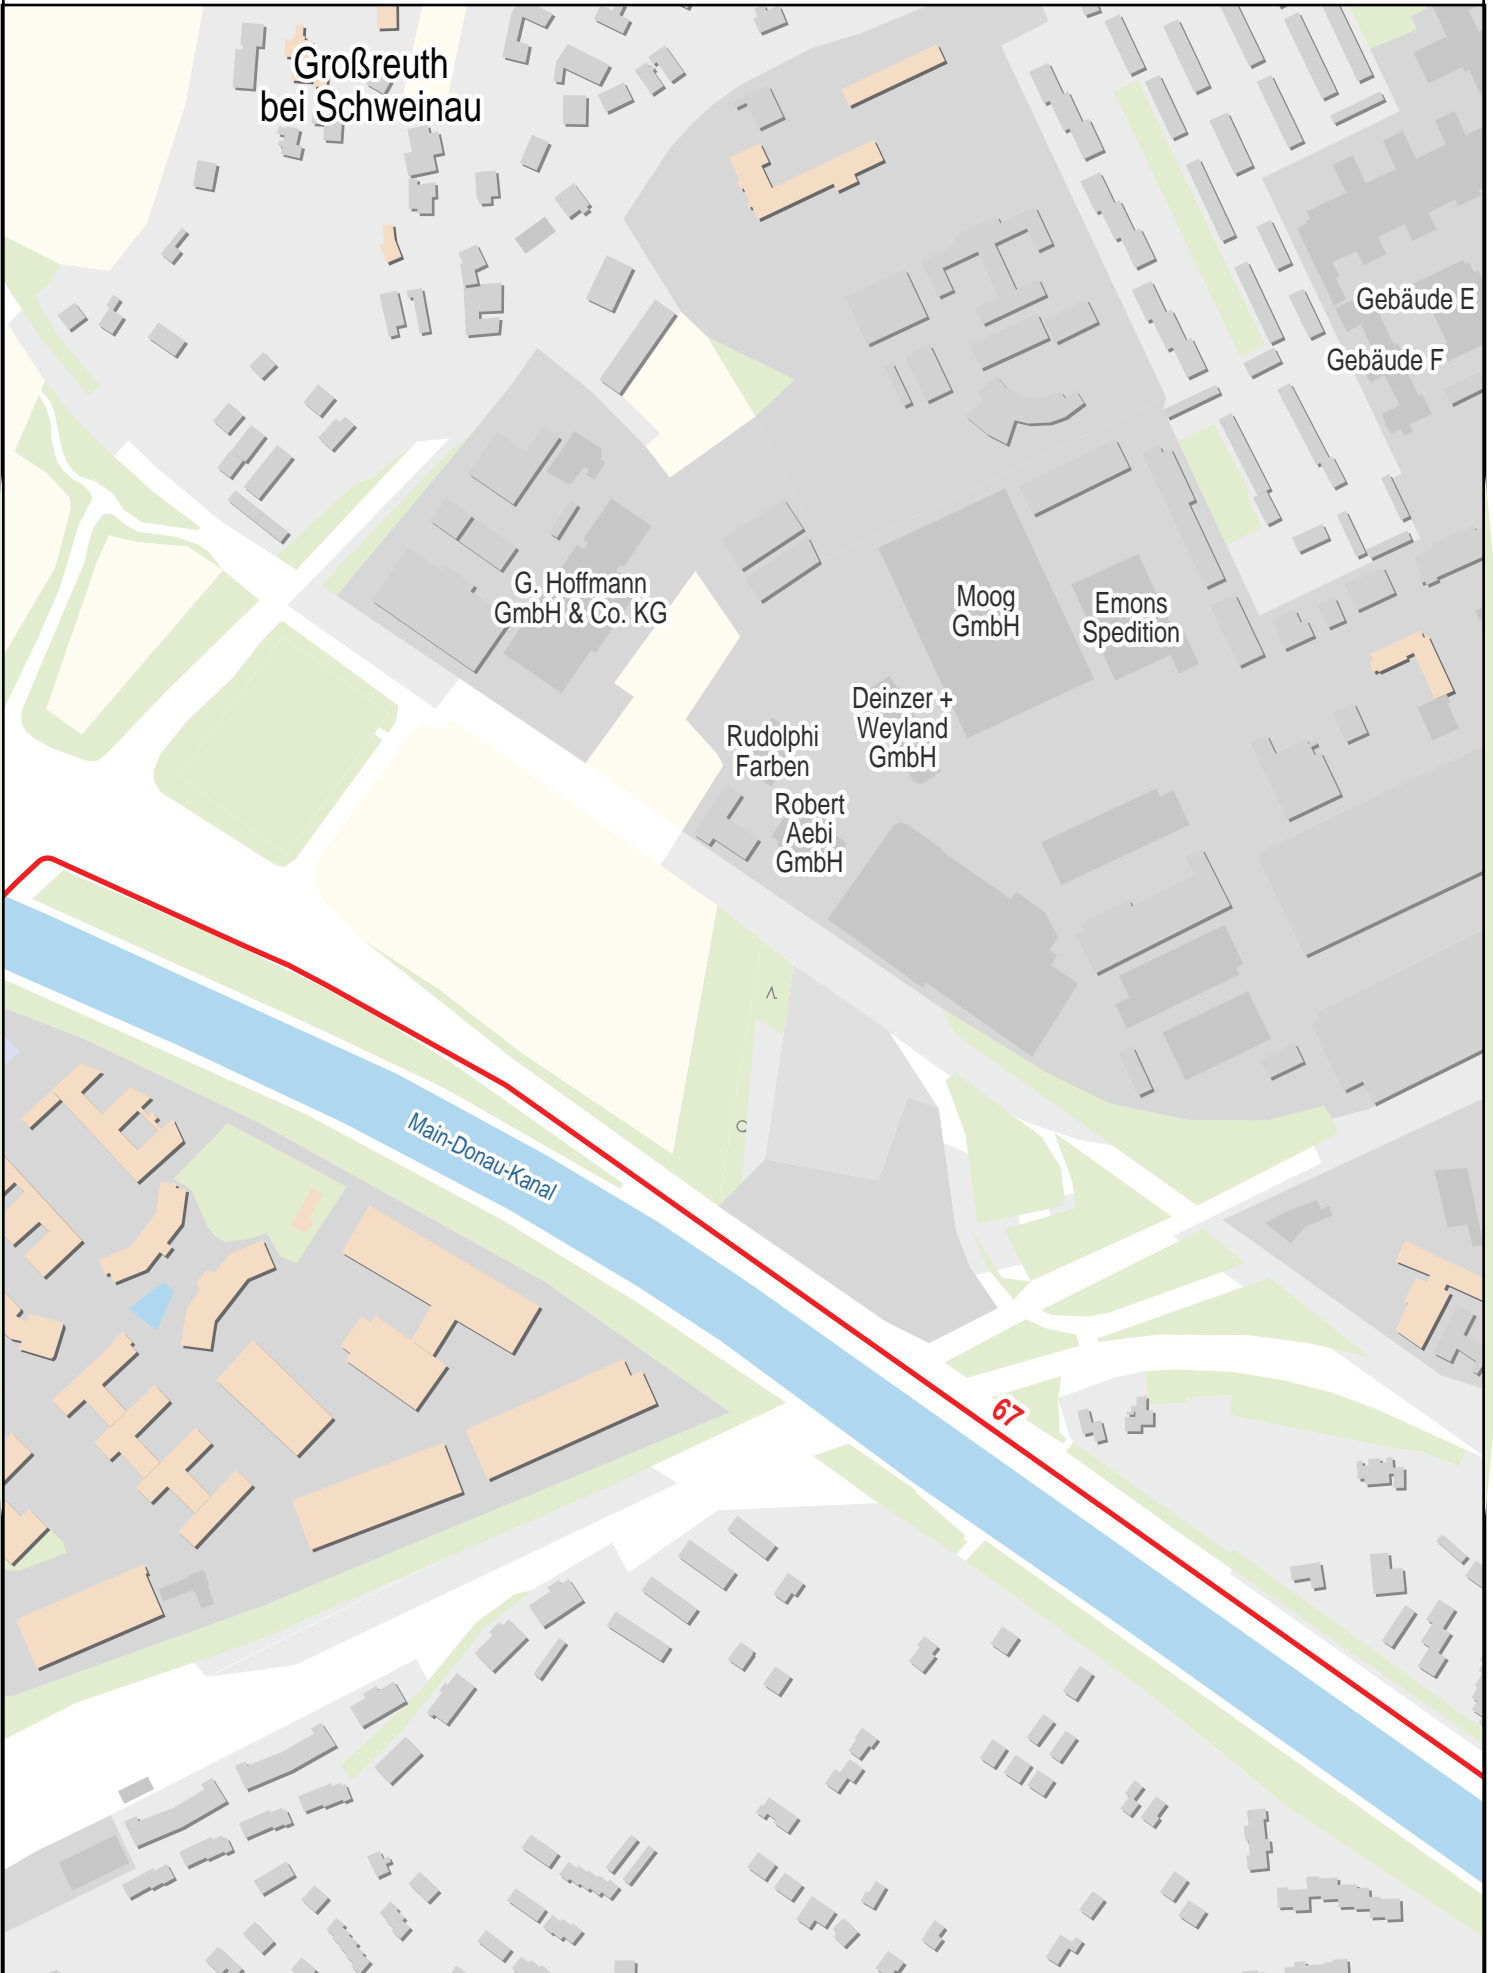 Großreuth
bei Schweinau
Gebäude E
Gebäude F
G. Hoffmann
GmbH & Co. KG
Moog
GmbH
Emons
Spedition
Deinzer +
Weyland
GmbH
Rudolphi
Farben
Robert
Aebi
GmbH
Main-Donau-Kanal
67